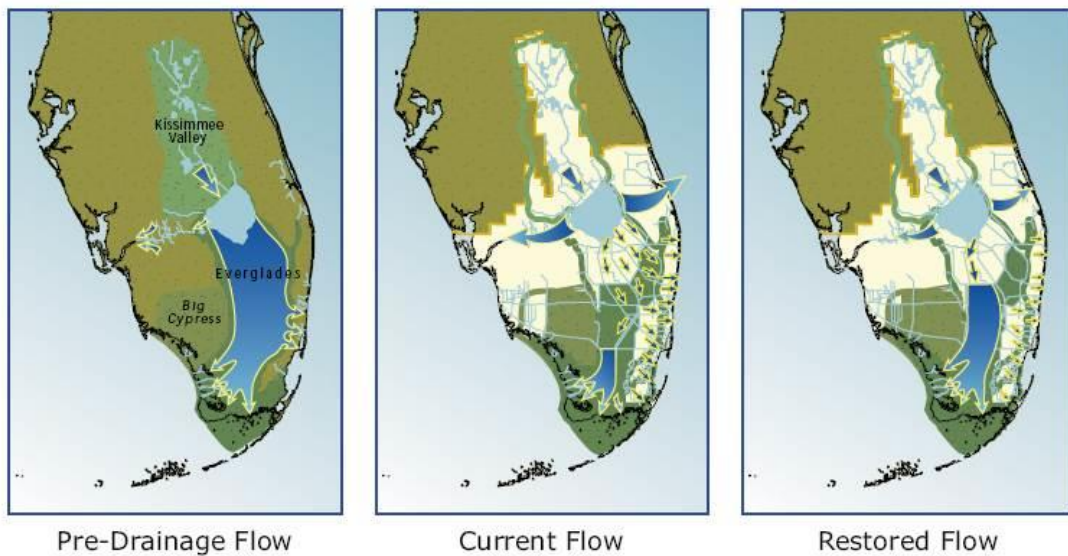 Kissimmee
Valley
Everglades
Big
Cypress
Pre-Drainage Flow
Current Flow
Restored Flow